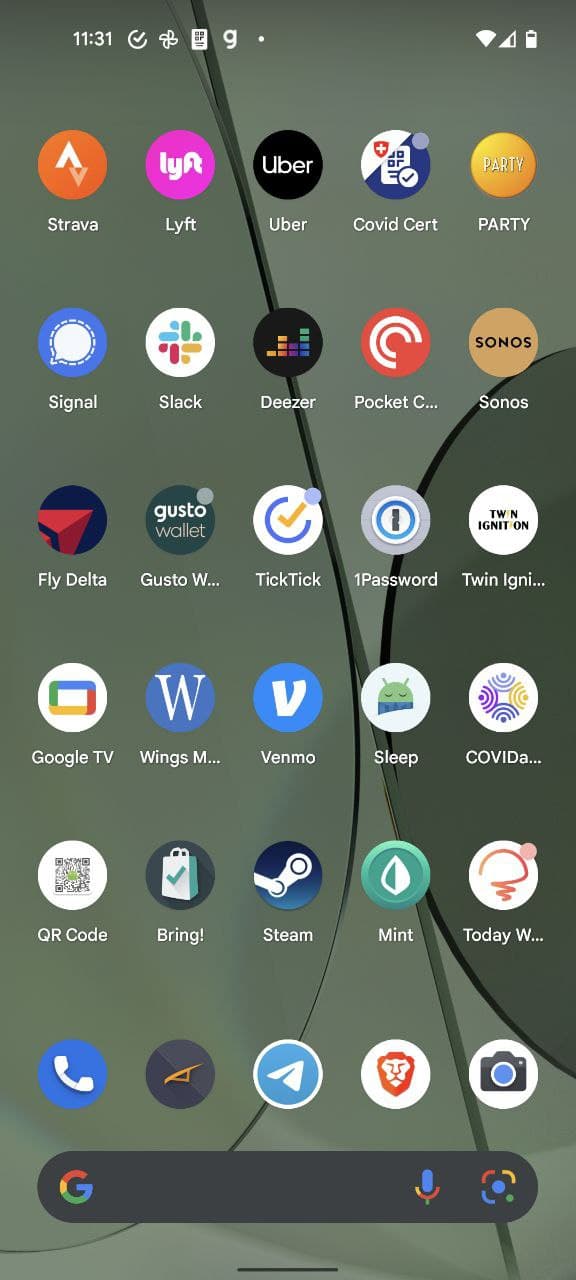 11:31
g
lyft
Uber
PARTY
Strava
Lyft
Uber
Covid Cert
PARTY
SONOS
Signal
Slack
Deezer
Pocket C...
Sonos
gusto
wallet
TWIN
IGNITION
Fly Delta
Gusto W...
TickTick
1Password
Twin Igni...
W
Google TV
Wings M...
Venmo
Sleep
COVIDa...
QR Code
Bring!
Steam
Mint
Today W...
G